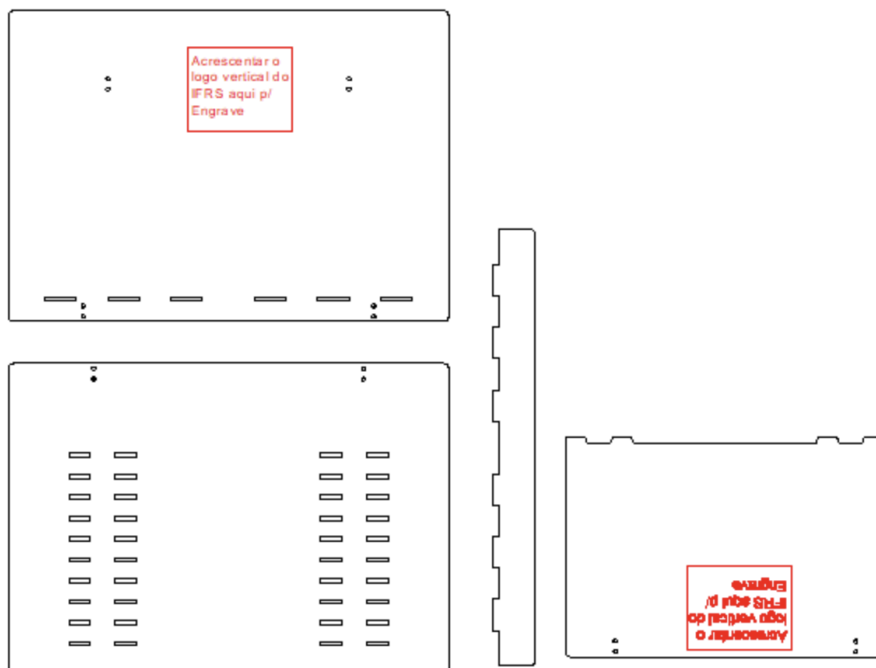 Acrescentar o
logo vertical do
IFRS aqui p/
Engrave
Acrescentar o
logo vertical do
IFRS aqui p/
Engrave